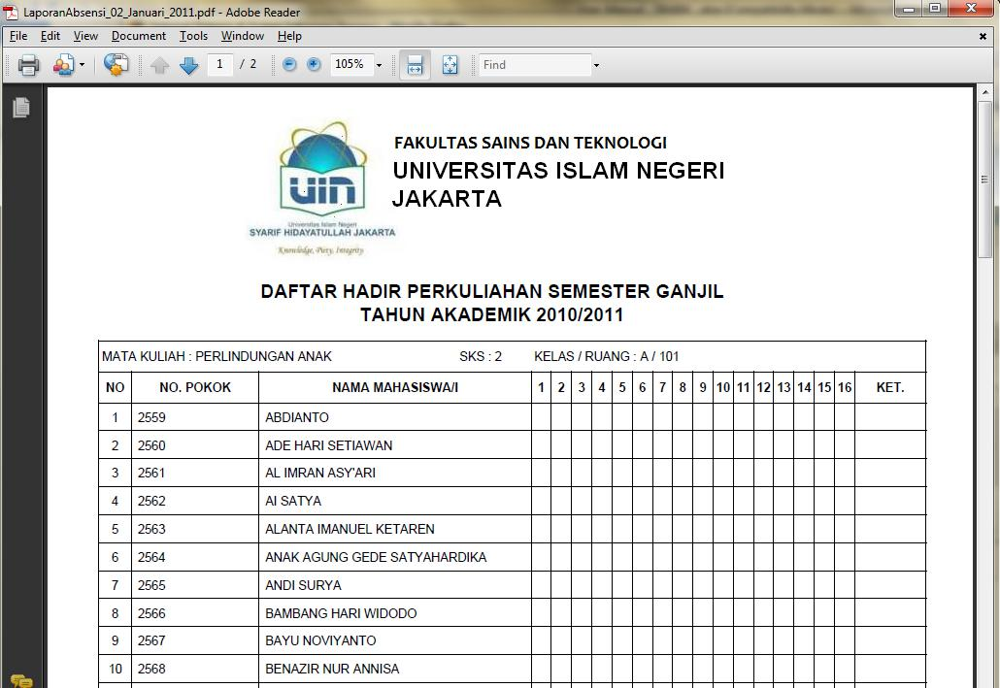 LaporanAbsensi_02_Januari_2011.pdf - Adobe Reader
File Edit View Document Tools Window Help
1 / 2 105% Find
FAKULTAS SAINS DAN TEKNOLOGI
UNIVERSITAS ISLAM NEGERI
JAKARTA
uin
Universitas Islam Negeri
SYARIF HIDAYATULLAH JAKARTA
Knowledge, Piety, Integrity
DAFTAR HADIR PERKULIAHAN SEMESTER GANJIL
TAHUN AKADEMIK 2010/2011
MATA KULIAH : PERLINDUNGAN ANAK SKS : 2 KELAS / RUANG : A / 101
NO NO. POKOK NAMA MAHASISWA/I 1 2 3 4 5 6 7 8 9 10 11 12 13 14 15 16 KET.
1 2559 ABDIANTO
2 2560 ADE HARI SETIAWAN
3 2561 AL IMRAN ASY'ARI
4 2562 AI SATYA
5 2563 ALANTA IMANUEL KETAREN
6 2564 ANAK AGUNG GEDE SATYAHARDIKA
7 2565 ANDI SURYA
8 2566 BAMBANG HARI WIDODO
9 2567 BAYU NOVIYANTO
10 2568 BENAZIR NUR ANNISA